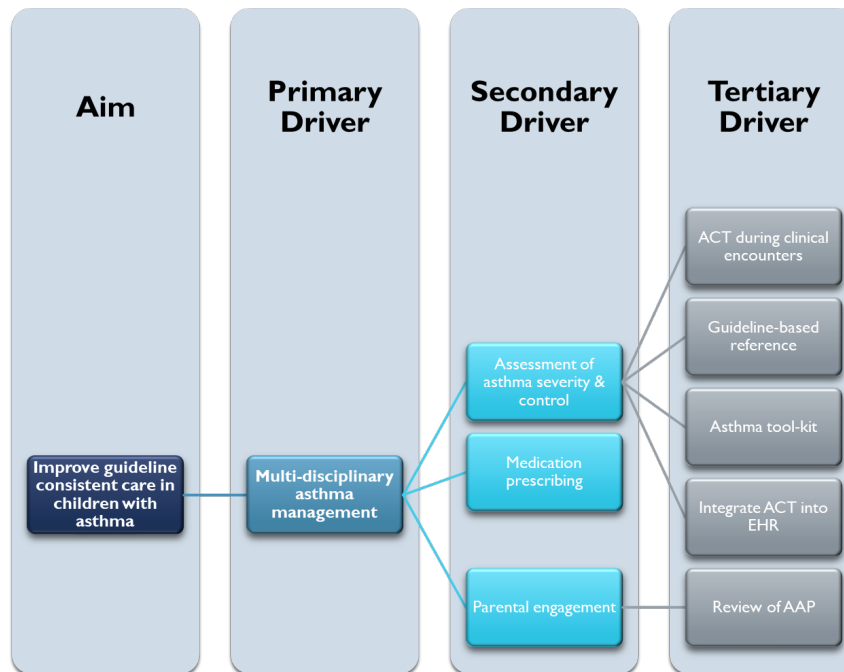 Aim
Primary
Driver
Secondary
Driver
Tertiary
Driver
Improve guideline
consistent care in
children with
asthma
Multi-disciplinary
asthma
management
Assessment of
asthma severity &
control
Medication
prescribing
Parental engagement
ACT during clinical
encounters
Guideline-based
reference
Asthma tool-kit
Integrate ACT into
EHR
Review of AAP